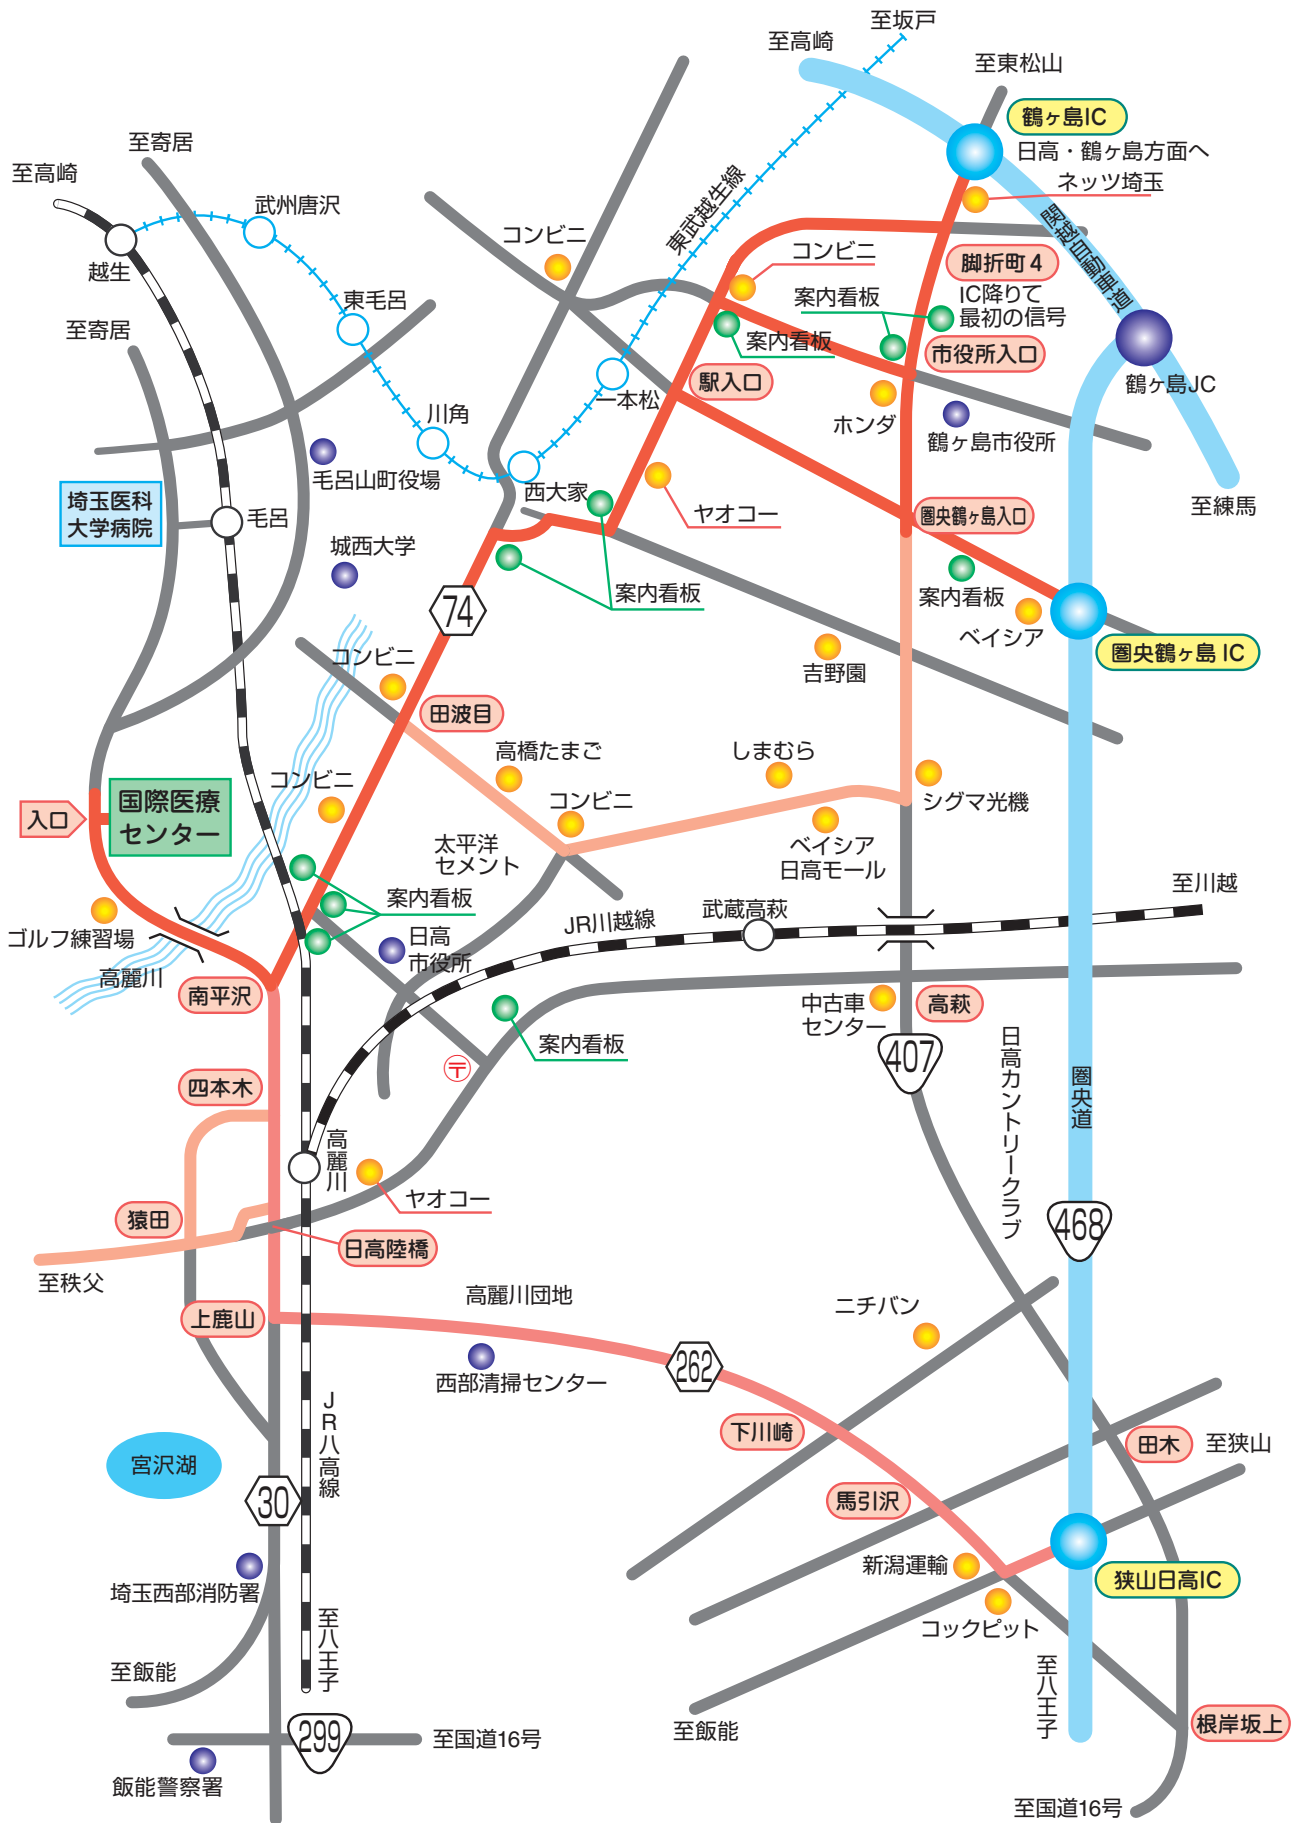 至坂戸
至高崎
至東松山
鶴ヶ島IC
日高・鶴ヶ島方面へ
ネッツ埼玉
至寄居
至高崎
武州唐沢
越生
東武越生線
関越自動車道
コンビニ
コンビニ
脚折町4
IC降りて
最初の信号
案内看板
東毛呂
至寄居
案内看板
市役所入口
駅入口
鶴ヶ島JC
一本松
川角
ホンダ
鶴ヶ島市役所
毛呂山町役場
西大家
ヤオコー
至練馬
埼玉医科
大学病院
毛呂
圏央鶴ヶ島入口
城西大学
案内看板
案内看板
74
ベイシア
圏央鶴ヶ島 IC
コンビニ
吉野園
田波目
高橋たまご
しまむら
コンビニ
コンビニ
シグマ光機
国際医療
センター
入口
太平洋
セメント
ベイシア
日高モール
案内看板
至川越
武蔵高萩
JR川越線
ゴルフ練習場
日高
市役所
高麗川
南平沢
中古車
センター
高萩
案内看板
407
日高カントリークラブ
圏央道
〒
四本木
高麗川
ヤオコー
猿田
日高陸橋
468
至秩父
高麗川団地
上鹿山
ニチバン
262
西部清掃センター
JR八高線
下川崎
田木
至狭山
宮沢湖
30
馬引沢
新潟運輸
狭山日高IC
埼玉西部消防署
コックピット
至八王子
至飯能
至八王子
至飯能
根岸坂上
299
至国道16号
飯能警察署
至国道16号